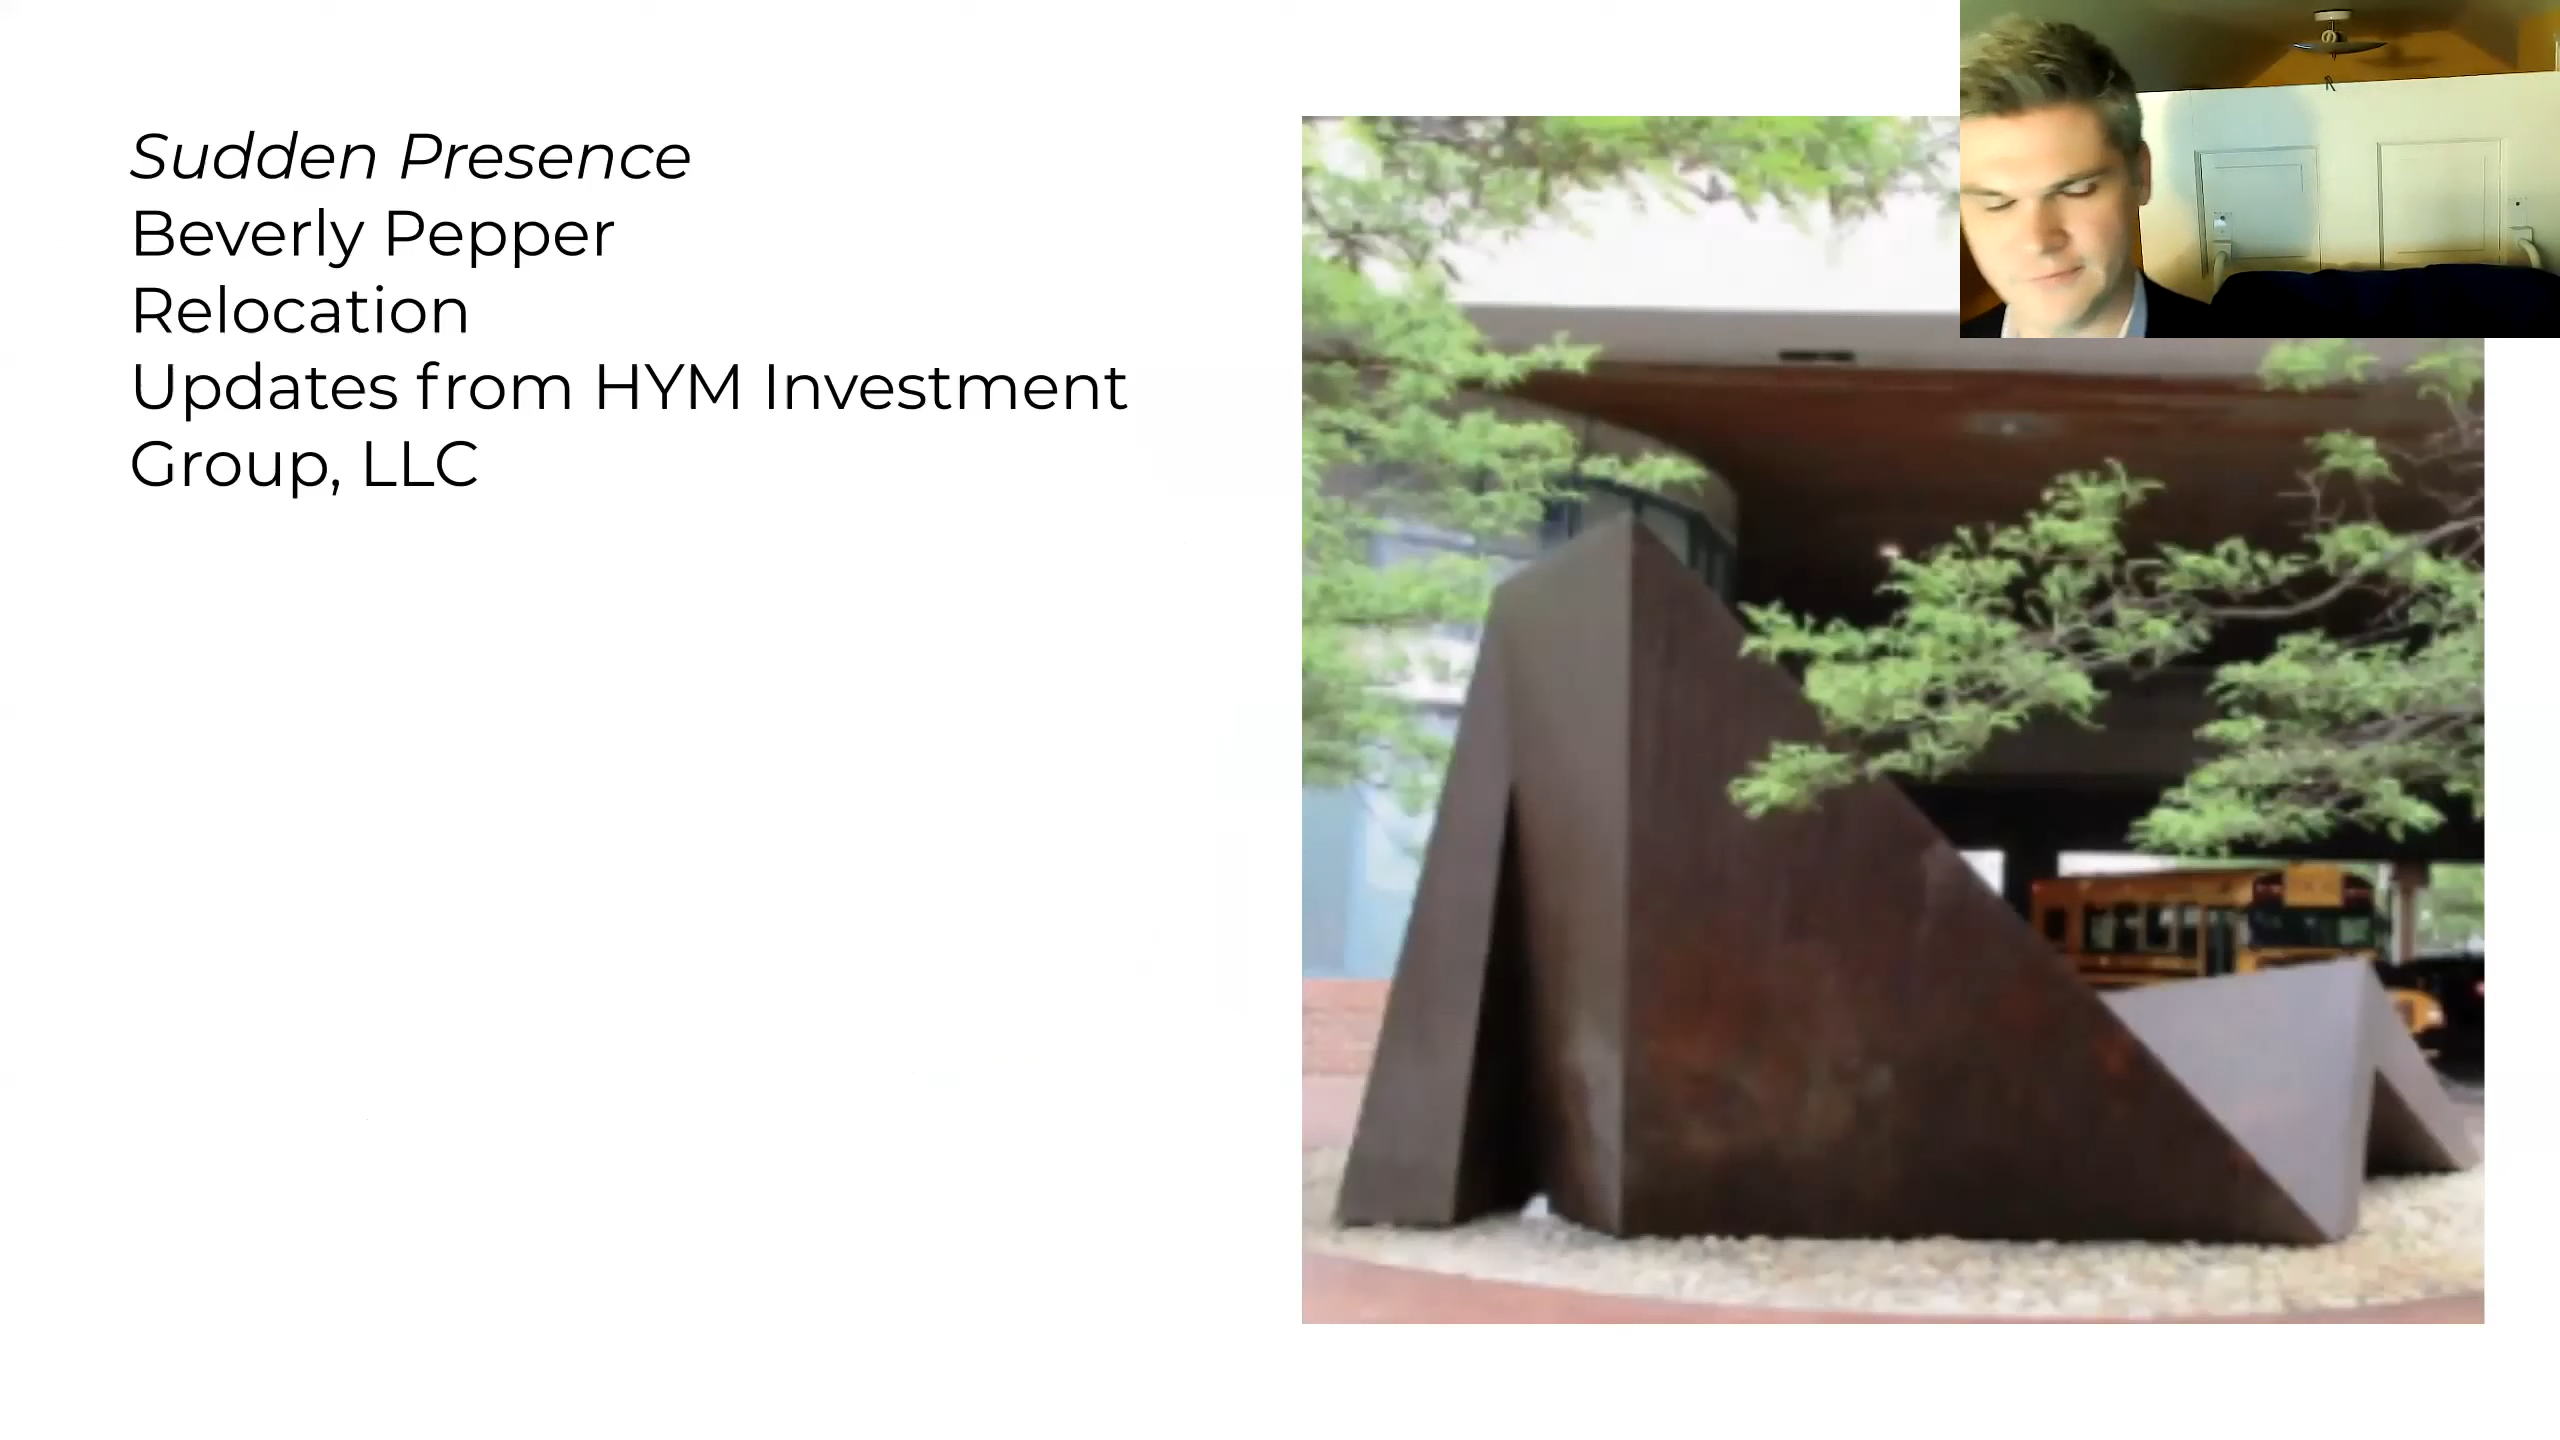 Sudden Presence
Beverly Pepper
Relocation
Updates from HYM Investment
Group, LLC